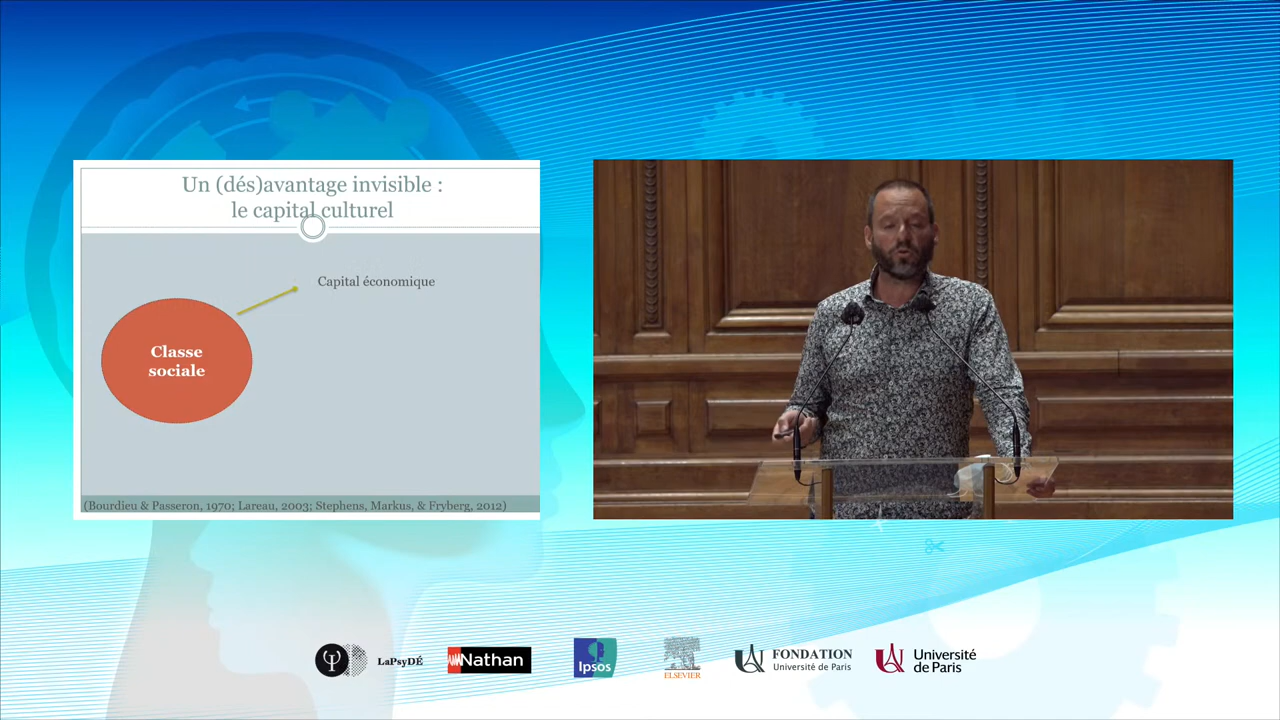 Un (dés)avantage invisible :
le capital culturel
Capital économique
Classe
sociale
(Bourdieu & Passeron, 1970; Lareau, 2003; Stephens, Markus, & Fryberg, 2012)
LaPsyDÉ
Nathan
Ipsos
ELSEVIER
FONDATION
Université de Paris
Université
de Paris